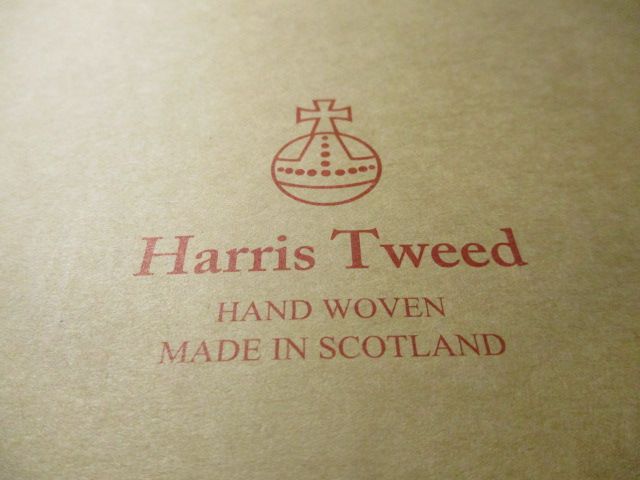 Harris Tweed
HAND WOVEN
MADE IN SCOTLAND